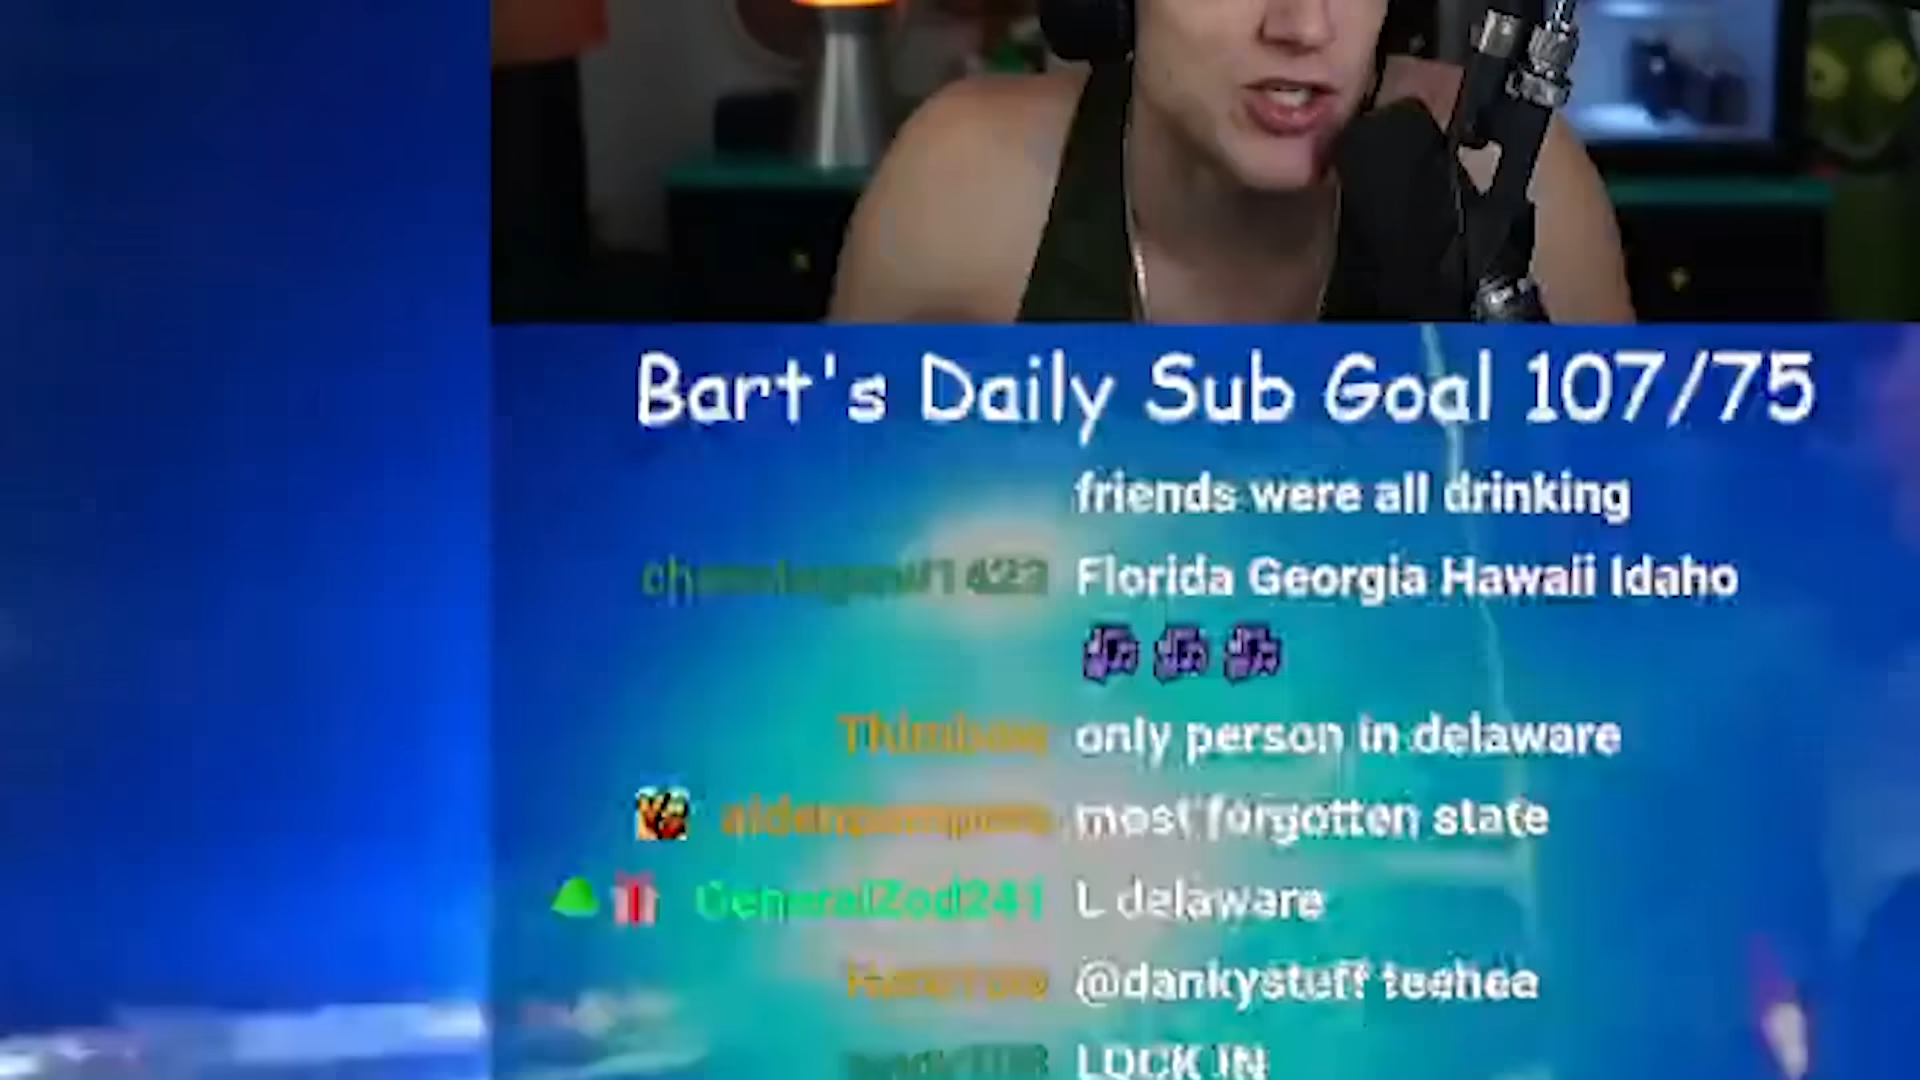 Bart's Daily Sub Goal 107/75
friends were all drinking
Florida Georgia Hawaii Idaho
only person in delaware
most forgotten state
GeneralZod241 L delaware
@dankystuff teehee
LOCK IN